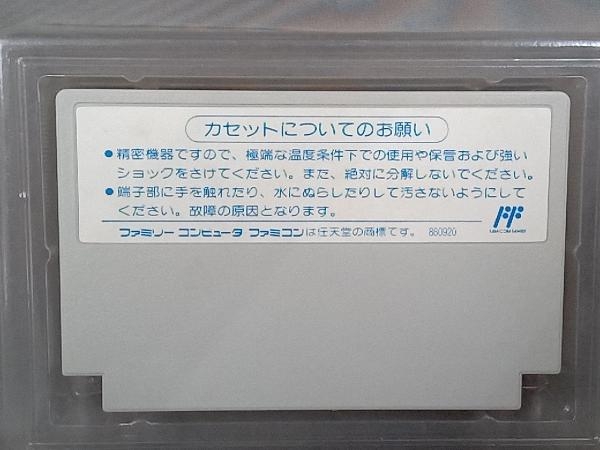 カセットについてのお願い
●精密機器ですので、極端な温度条件下での使用や保管および強い
ショックをさけてください。また、絶対に分解しないでください。
●端子部に手を触れたり、水にぬらしたりして汚さないようにして
ください。故障の原因となります。
ファミリー コンピュータ ファミコンは任天堂の商標です。 860920